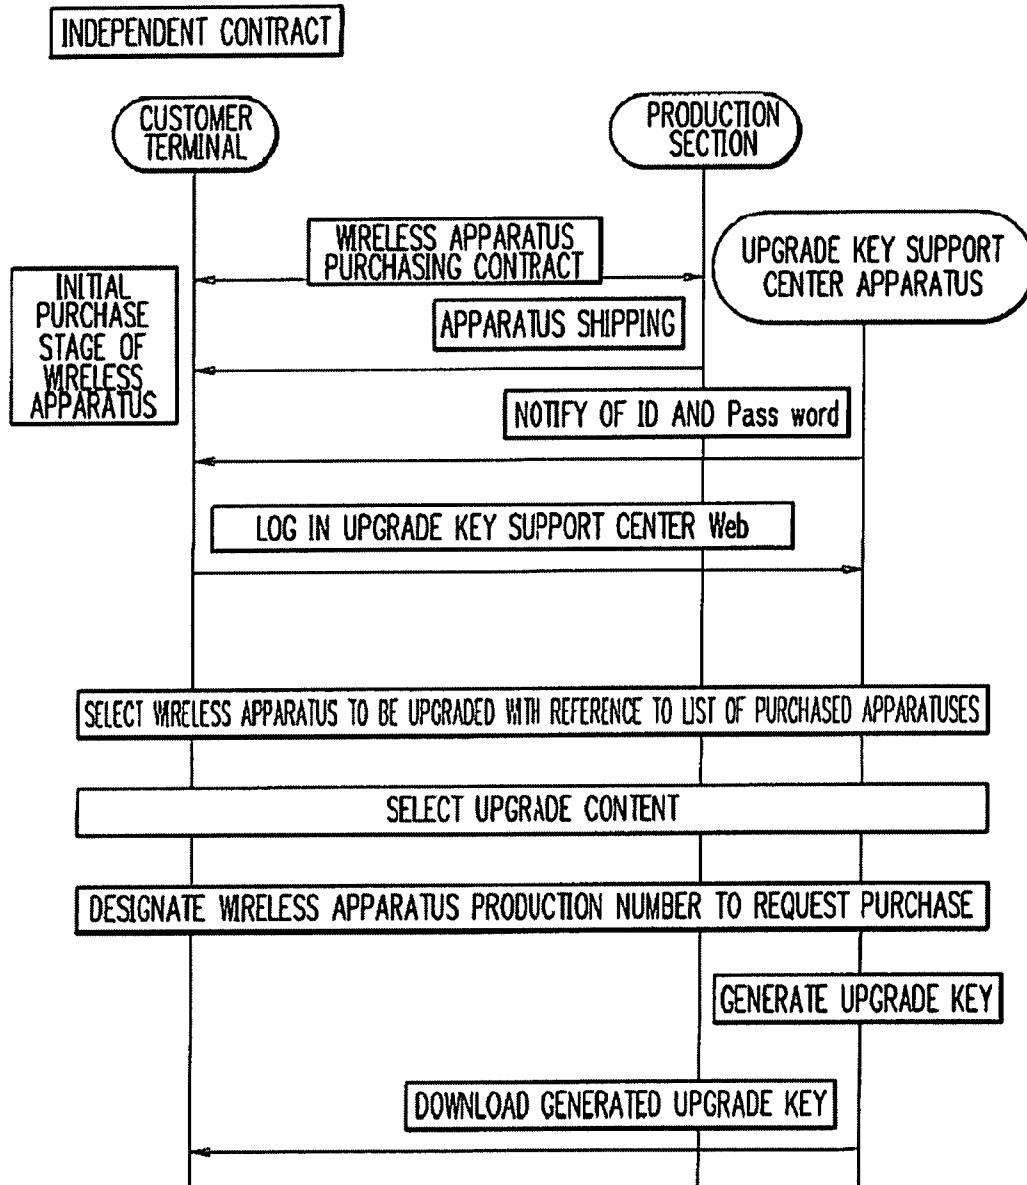 INDEPENDENT CONTRACT
CUSTOMER
TERMINAL
PRODUCTION
SECTION
UPGRADE KEY SUPPORT
CENTER APPARATUS
WIRELESS APPARATUS
PURCHASING CONTRACT
INITIAL
PURCHASE
STAGE OF
WIRELESS
APPARATUS
APPARATUS SHIPPING
NOTIFY OF ID AND Pass word
LOG IN UPGRADE KEY SUPPORT CENTER Web
SELECT WIRELESS APPARATUS TO BE UPGRADED WITH REFERENCE TO LIST OF PURCHASED APPARATUSES
SELECT UPGRADE CONTENT
DESIGNATE WIRELESS APPARATUS PRODUCTION NUMBER TO REQUEST PURCHASE
GENERATE UPGRADE KEY
DOWNLOAD GENERATED UPGRADE KEY